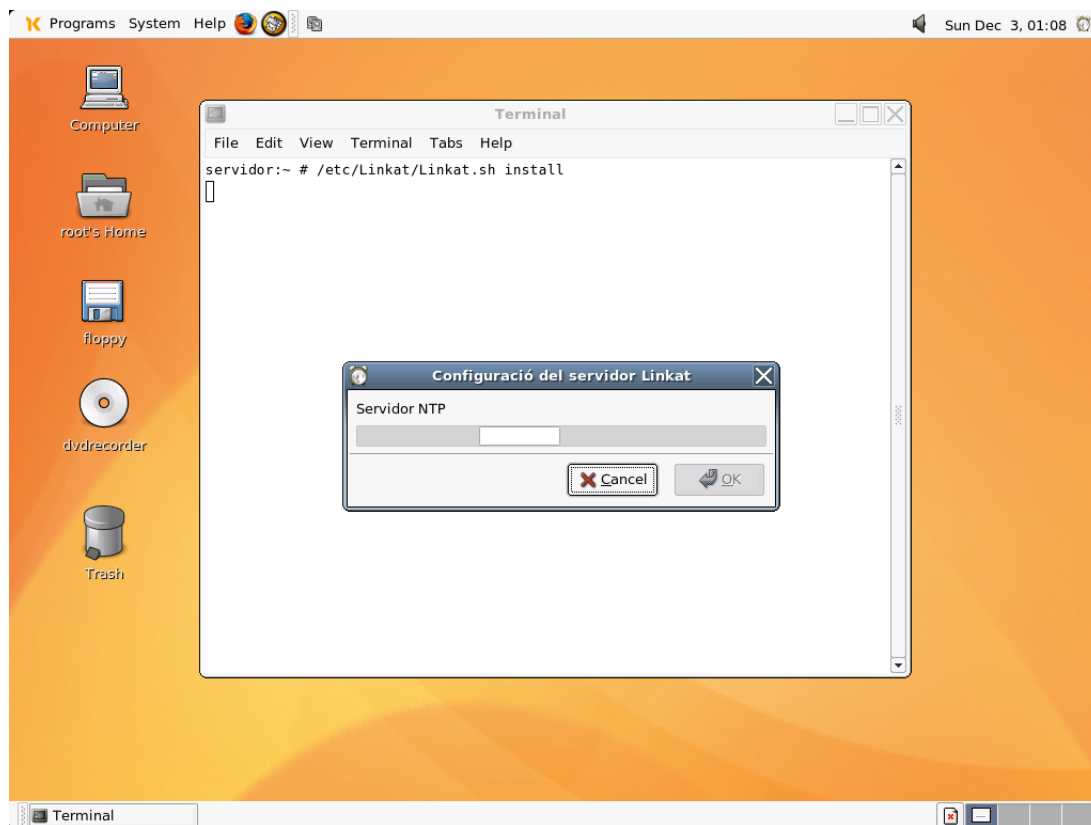 Programs System Help
Sun Dec 3, 01:08
Computer
root's Home
floppy
dvdrecorder
Trash
Terminal
File Edit View Terminal Tabs Help
servidor:~ # /etc/Linkat/Linkat.sh install
Configuració del servidor Linkat
Servidor NTP
Cancel OK
Terminal